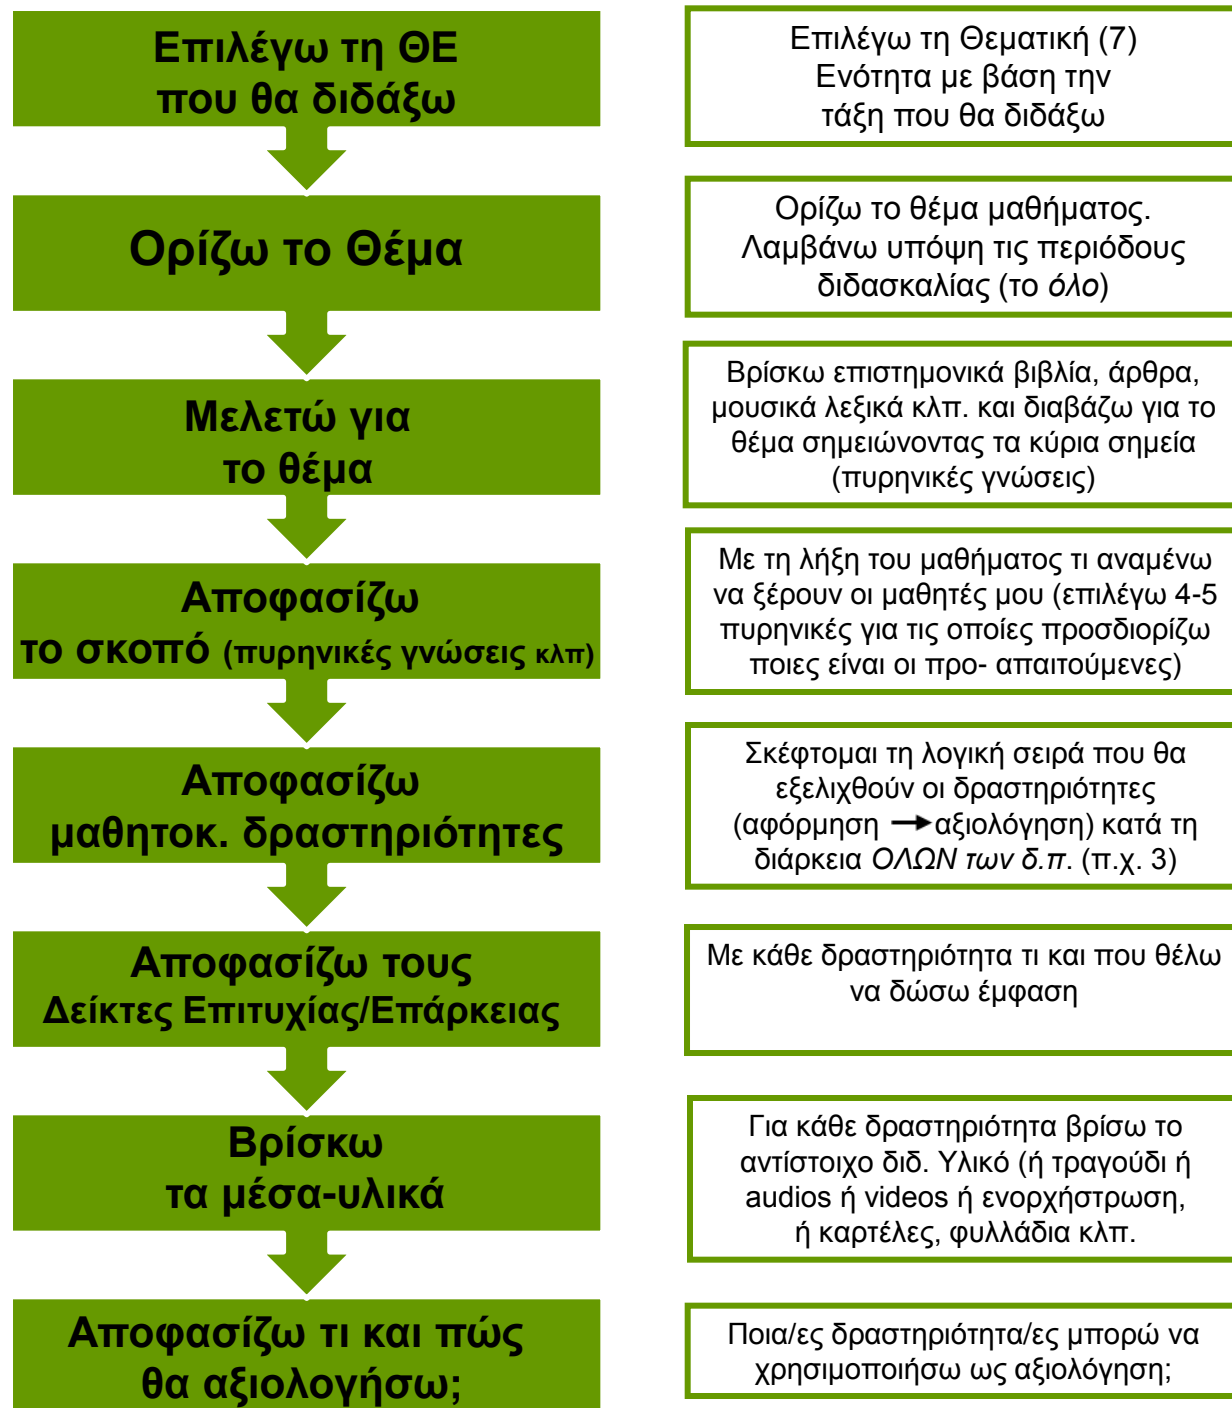 Επιλέγω τη ΘΕ
που θα διδάξω
Επιλέγω τη Θεματική (7)
Ενότητα με βάση την
τάξη που θα διδάξω
Ορίζω το Θέμα
Ορίζω το θέμα μαθήματος.
Λαμβάνω υπόψη τις περιόδους
διδασκαλίας (το όλο)
Μελετώ για
το θέμα
Βρίσκω επιστημονικά βιβλία, άρθρα,
μουσικά λεξικά κλπ. και διαβάζω για το
θέμα σημειώνοντας τα κύρια σημεία
(πυρηνικές γνώσεις)
Αποφασίζω
το σκοπό (πυρηνικές γνώσεις κλπ)
Με τη λήξη του μαθήματος τι αναμένω
να ξέρουν οι μαθητές μου (επιλέγω 4-5
πυρηνικές για τις οποίες προσδιορίζω
ποιες είναι οι προ- απαιτούμενες)
Αποφασίζω
μαθητοκ. δραστηριότητες
Σκέφτομαι τη λογική σειρά που θα
εξελιχθούν οι δραστηριότητες
(αφόρμηση → αξιολόγηση) κατά τη
διάρκεια ΟΛΩΝ των δ.π. (π.χ. 3)
Αποφασίζω τους
Δείκτες Επιτυχίας/Επάρκειας
Με κάθε δραστηριότητα τι και που θέλω
να δώσω έμφαση
Βρίσκω
τα μέσα-υλικά
Για κάθε δραστηριότητα βρίσω το
αντίστοιχο διδ. Υλικό (ή τραγούδι ή
audios ή videos ή ενορχήστρωση,
ή καρτέλες, φυλλάδια κλπ.
Αποφασίζω τι και πώς
θα αξιολογήσω;
Ποια/ες δραστηριότητα/ες μπορώ να
χρησιμοποιήσω ως αξιολόγηση;